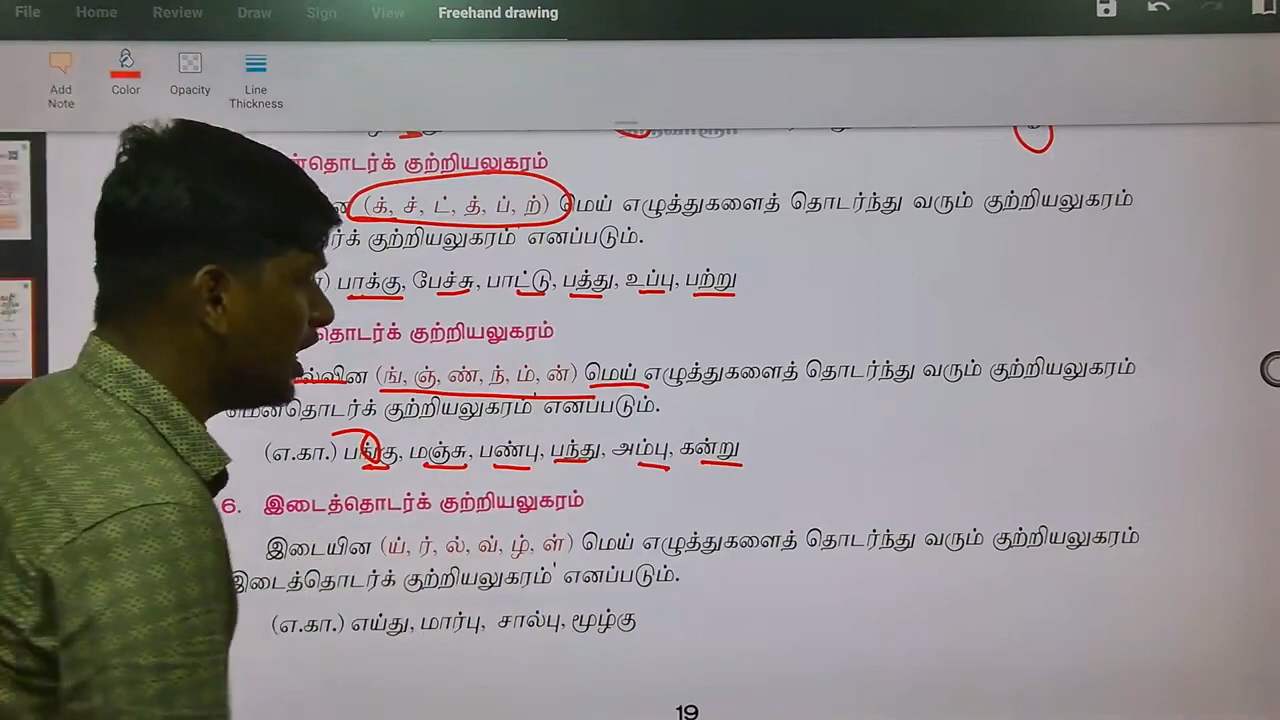 File Home Review Draw Sign View Freehand drawing
Add Note Color Opacity Line Thickness
குற்றியலுகரம்
(க், ச், ட், த், ப், ற்) மெய் எழுத்துகளைத் தொடர்ந்து வரும் குற்றியலுகரம்
குற்றியலுகரம் எனப்படும்.
பாக்கு, பேச்சு, பாட்டு, பத்து, உப்பு, பற்று
குற்றியலுகரம்
(ங், ஞ், ண், ந், ம், ன்) மெய் எழுத்துகளைத் தொடர்ந்து வரும் குற்றியலுகரம்
குற்றியலுகரம்' எனப்படும்.
(எ.கா.) பங்கு, மஞ்சு, பண்பு, பந்து, அம்பு, கன்று
6. இடைத்தொடர்க் குற்றியலுகரம்
இடையின (ய், ர், ல், வ், ழ், ள்) மெய் எழுத்துகளைத் தொடர்ந்து வரும் குற்றியலுகரம்
இடைத்தொடர்க் குற்றியலுகரம்' எனப்படும்.
(எ.கா.) எய்து, மார்பு, சால்பு, மூழ்கு
19